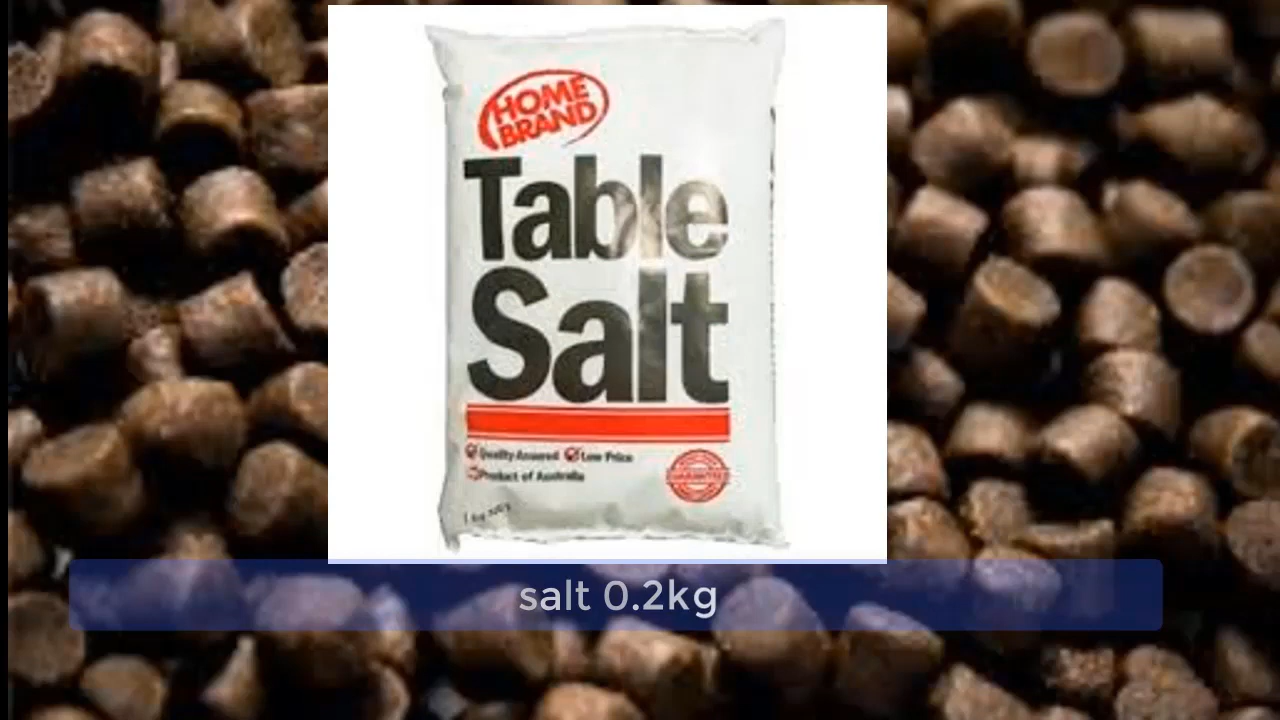 HOME
BRAND
Table
Salt
Quality Assured Low Price
Product of Australia
salt 0.2kg